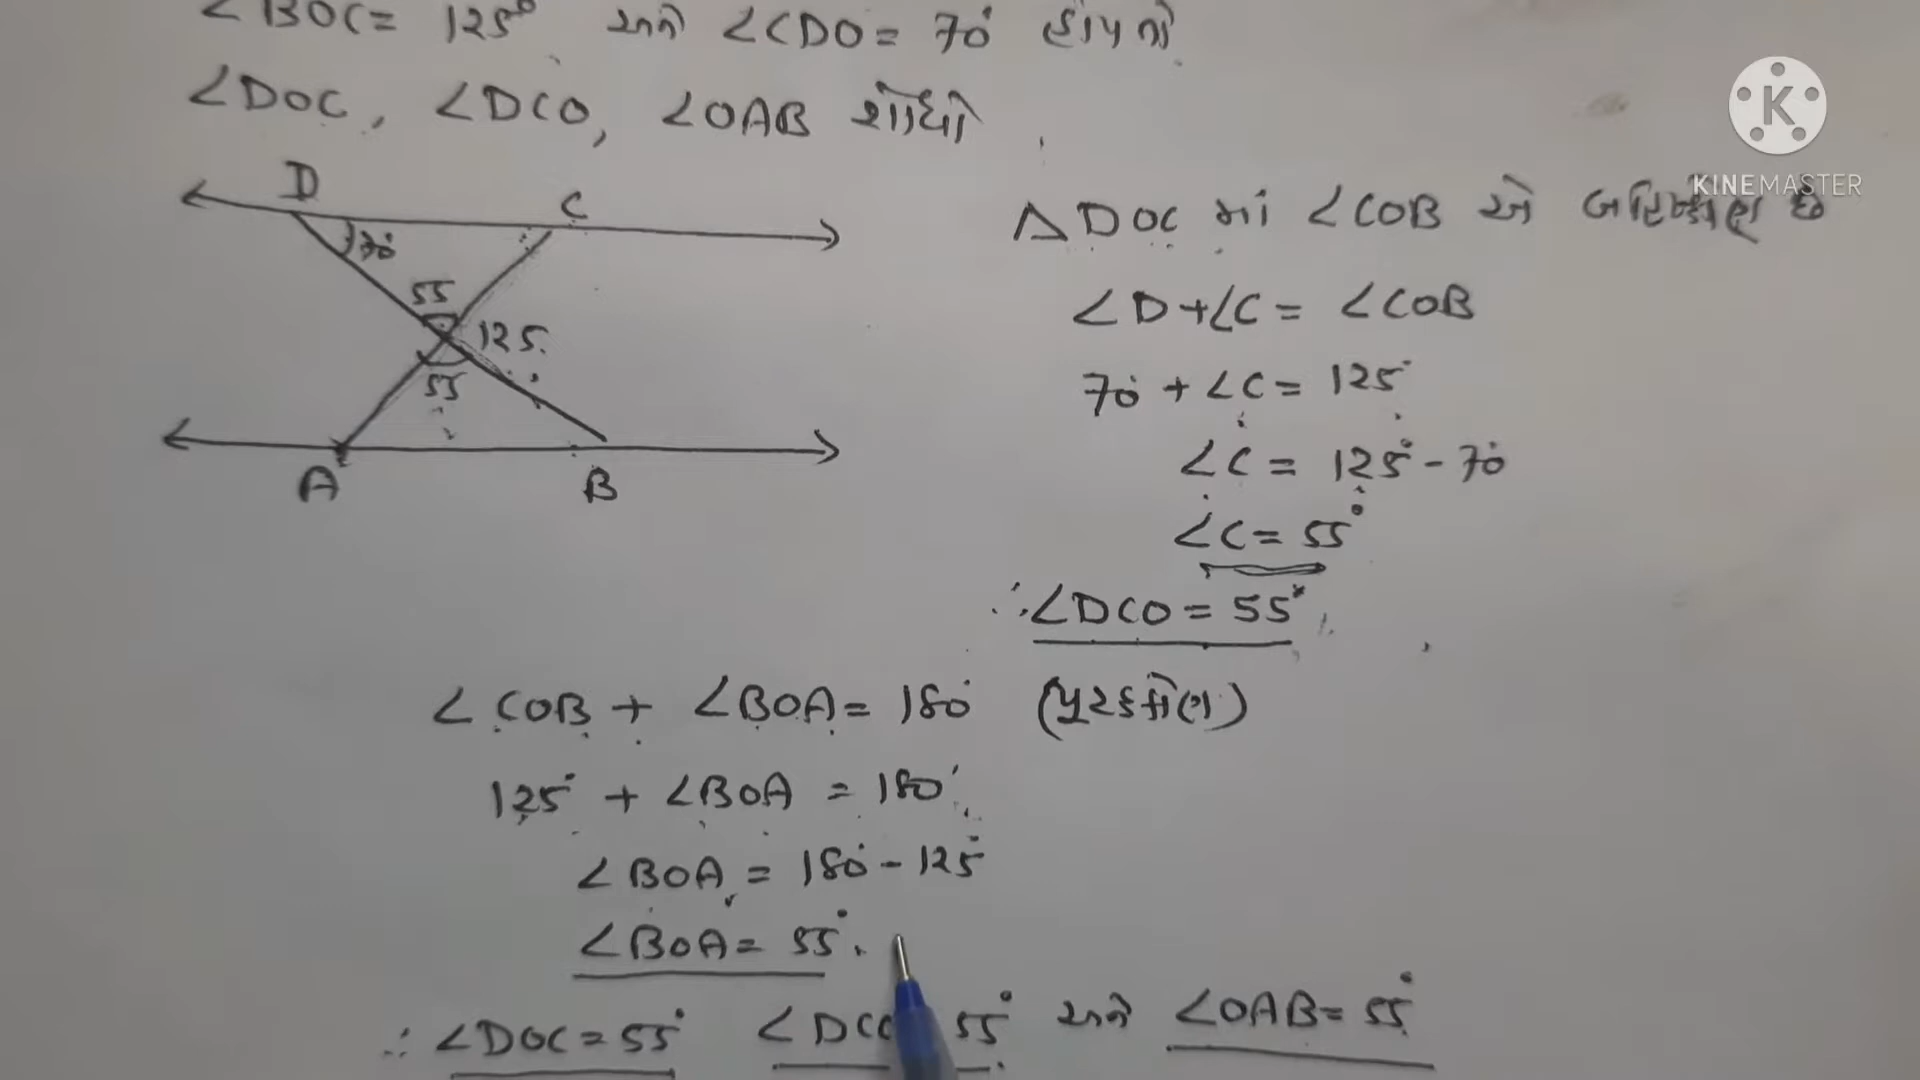 ∠BOC = 125° અને ∠CDO = 70° હોય તો
∠DOC, ∠DCO, ∠OAB શોધો
KINEMASTER
D
C
70°
55
125
55
A
B
△DOC માં ∠COB એ બહિષ્કોણ છે
∠D + ∠C = ∠COB
70° + ∠C = 125°
∠C = 125° - 70°
∠C = 55°
∴ ∠DCO = 55°
∠COB + ∠BOA = 180° (પુરકકોણ)
125° + ∠BOA = 180°
∠BOA = 180° - 125°
∠BOA = 55°
∴ ∠DOC = 55° ∠DCO 55° અને ∠OAB = 55°